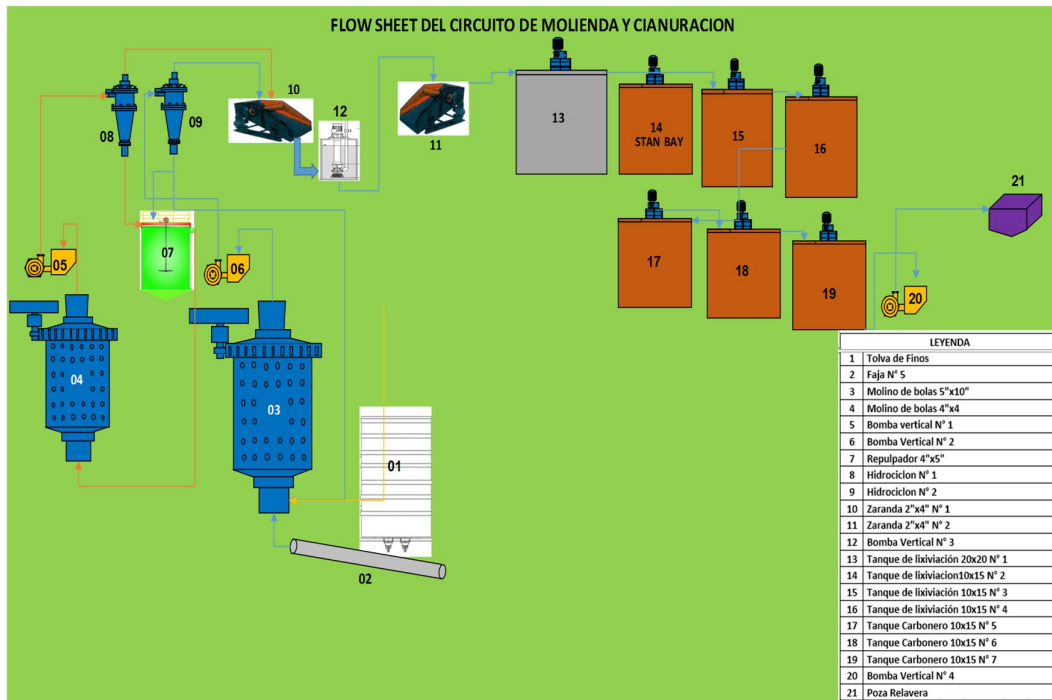 FLOW SHEET DEL CIRCUITO DE MOLIENDA Y CIANURACION
08
09
10
12
11
13
14
STAN BAY
15
16
21
05
07
06
17
18
19
20
04
03
01
02
LEYENDA
1 Tolva de Finos
2 Faja N° 5
3 Molino de bolas 5"x10"
4 Molino de bolas 4"x4
5 Bomba vertical N° 1
6 Bomba Vertical N° 2
7 Repulpador 4"x5"
8 Hidrociclon N° 1
9 Hidrociclon N° 2
10 Zaranda 2"x4" N° 1
11 Zaranda 2"x4" N° 2
12 Bomba Vertical N° 3
13 Tanque de lixiviación 20x20 N° 1
14 Tanque de lixiviacion10x15 N° 2
15 Tanque de lixiviación 10x15 N° 3
16 Tanque de lixiviación 10x15 N° 4
17 Tanque Carbonero 10x15 N° 5
18 Tanque Carbonero 10x15 N° 6
19 Tanque Carbonero 10x15 N° 7
20 Bomba Vertical N° 4
21 Poza Relavera